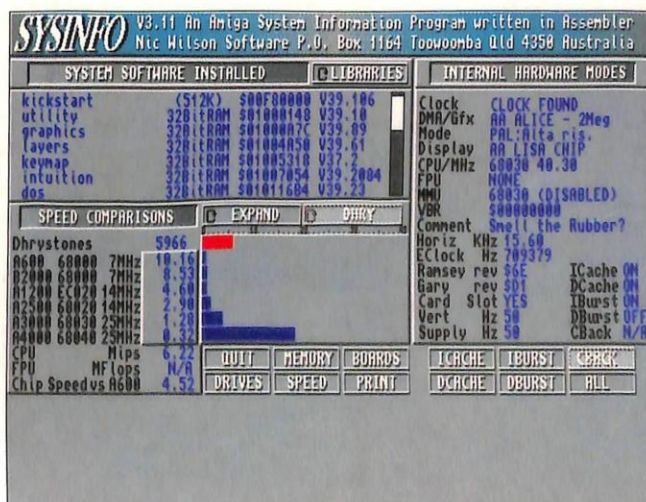 SYSINFO
V3.11 An Amiga System Information Program written in Assembler
Nic Wilson Software P.O. Box 1164 Toowoomba Qld 4350 Australia
SYSTEM SOFTWARE INSTALLED
LIBRARIES
kickstart (512K) $00F80000 V39.106
utility 32BitRAM $01000148 V39.10
graphics 32BitRAM $01000A7C V39.89
layers 32BitRAM $01004A50 V39.61
keymap 32BitRAM $01005318 V37.2
intuition 32BitRAM $01007054 V39.2084
dos 32BitRAM $01011684 V39.23
INTERNAL HARDWARE MODES
Clock CLOCK FOUND
DMA/Gfx AA ALICE - 2Meg
Mode PAL:Alta ris.
Display AA LISA CHIP
CPU/MHz 68030 40.30
FPU NONE
MMU 68030 (DISABLED)
VBR $00000000
Comment Smell the Rubber?
Horiz KHz 15.60
EClock Hz 709379
Ramsey rev $6E ICache ON
Gary rev $D1 DCache ON
Card Slot YES IBurst ON
Vert Hz 50 DBurst OFF
Supply Hz 50 CBack N/A
SPEED COMPARISONS
EXPAND
DHRY
Dhrystones 5966
A600 68000 7MHz 10.16
B2000 68000 7MHz 8.53
A1200 EC020 14MHz 4.60
A2500 68020 14MHz 2.90
A3000 68030 25MHz 1.28
A4000 68040 25MHz 0.32
CPU Mips 6.22
FPU MFlops N/A
Chip Speed vs A600 4.52
QUIT MEMORY BOARDS
DRIVES SPEED PRINT
ICACHE IBURST CBACK
DCACHE DBURST ALL